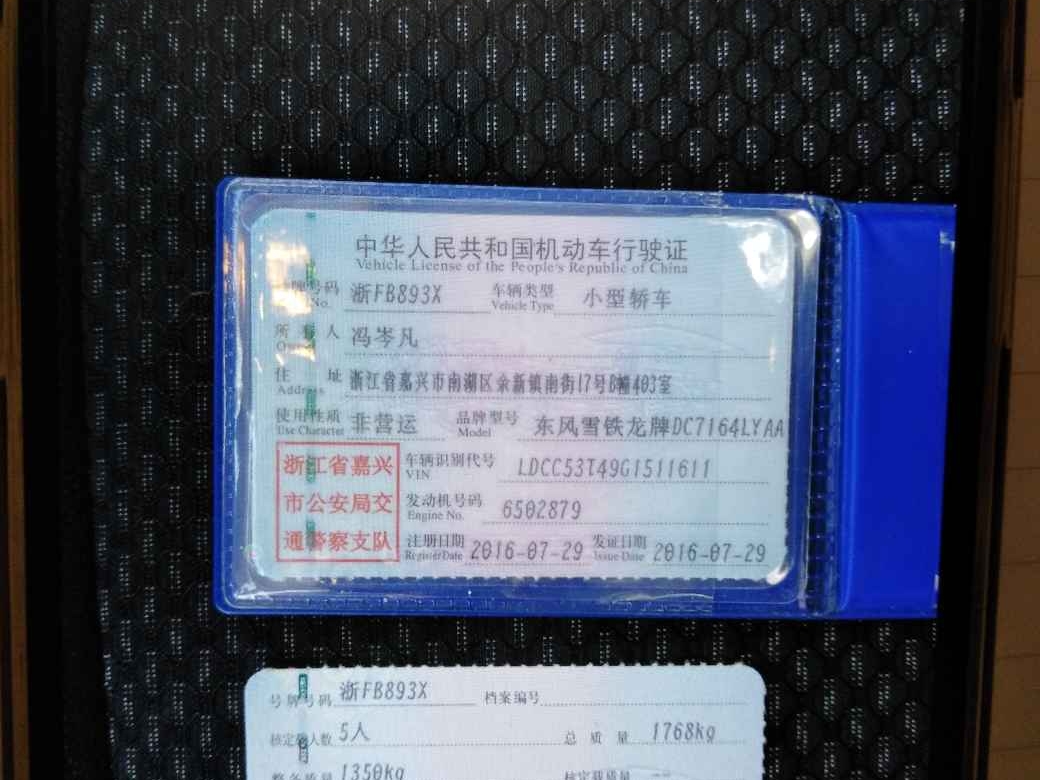 中华人民共和国机动车行驶证
Vehicle License of the People's Republic of China
号牌号码 浙FB893X 车辆类型 小型轿车
No. Vehicle Type
所有人 冯岑凡
住址 浙江省嘉兴市南湖区余新镇南街17号B幢403室
Address
使用性质 非营运 品牌型号 东风雪铁龙牌DC7164LYAA
Use Character Model
浙江省嘉兴 车辆识别代号 LDCC53T49G1511611
VIN
市公安局交 发动机号码 6502879
Engine No.
通警察支队 注册日期 2016-07-29 发证日期 2016-07-29
Register Date Issue Date
号牌号码 浙FB893X 档案编号
核定载人数 5人 总质量 1768kg
整备质量 1350kg 核定载质量 --